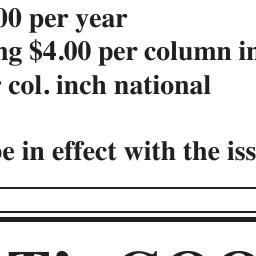 00 per year
ng $4.00 per column in
col. inch national
be in effect with the iss